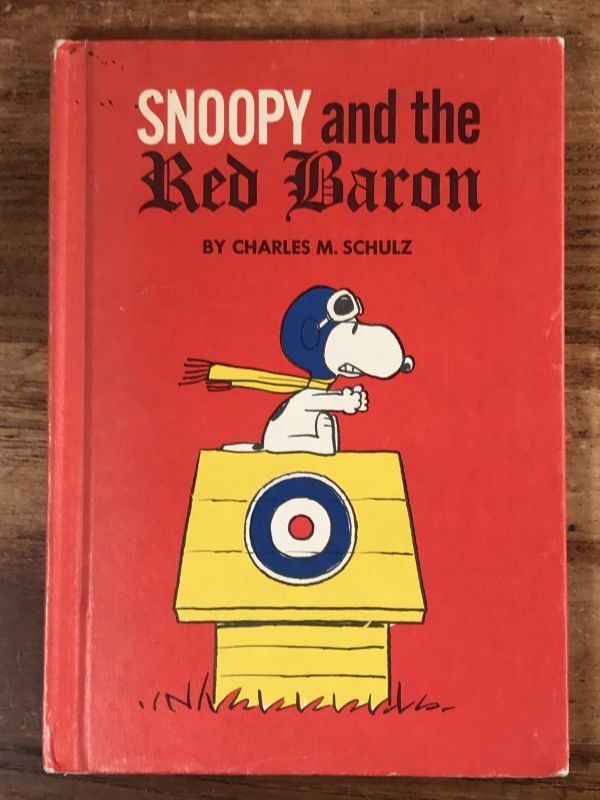 SNOOPY and the
Red Baron
BY CHARLES M. SCHULZ